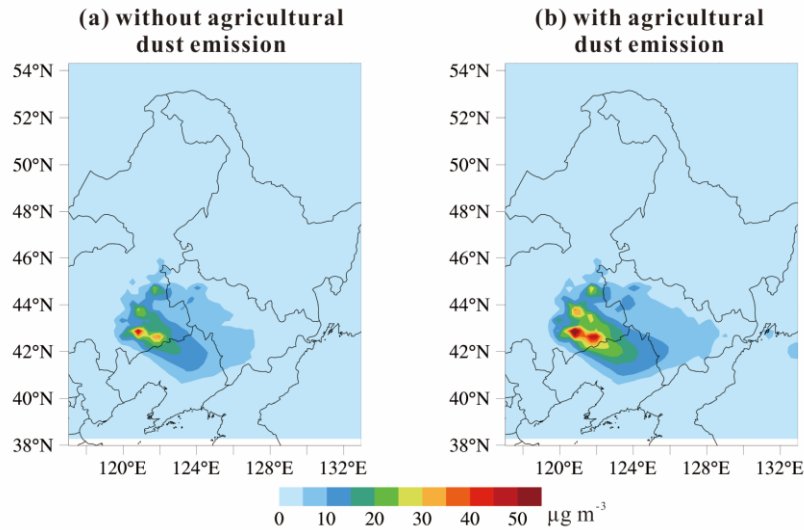 (a) without agricultural
dust emission
(b) with agricultural
dust emission
54°N
52°N
50°N
48°N
46°N
44°N
42°N
40°N
38°N
120°E 124°E 128°E 132°E
54°N
52°N
50°N
48°N
46°N
44°N
42°N
40°N
38°N
120°E 124°E 128°E 132°E
0 10 20 30 40 50 µg m⁻³